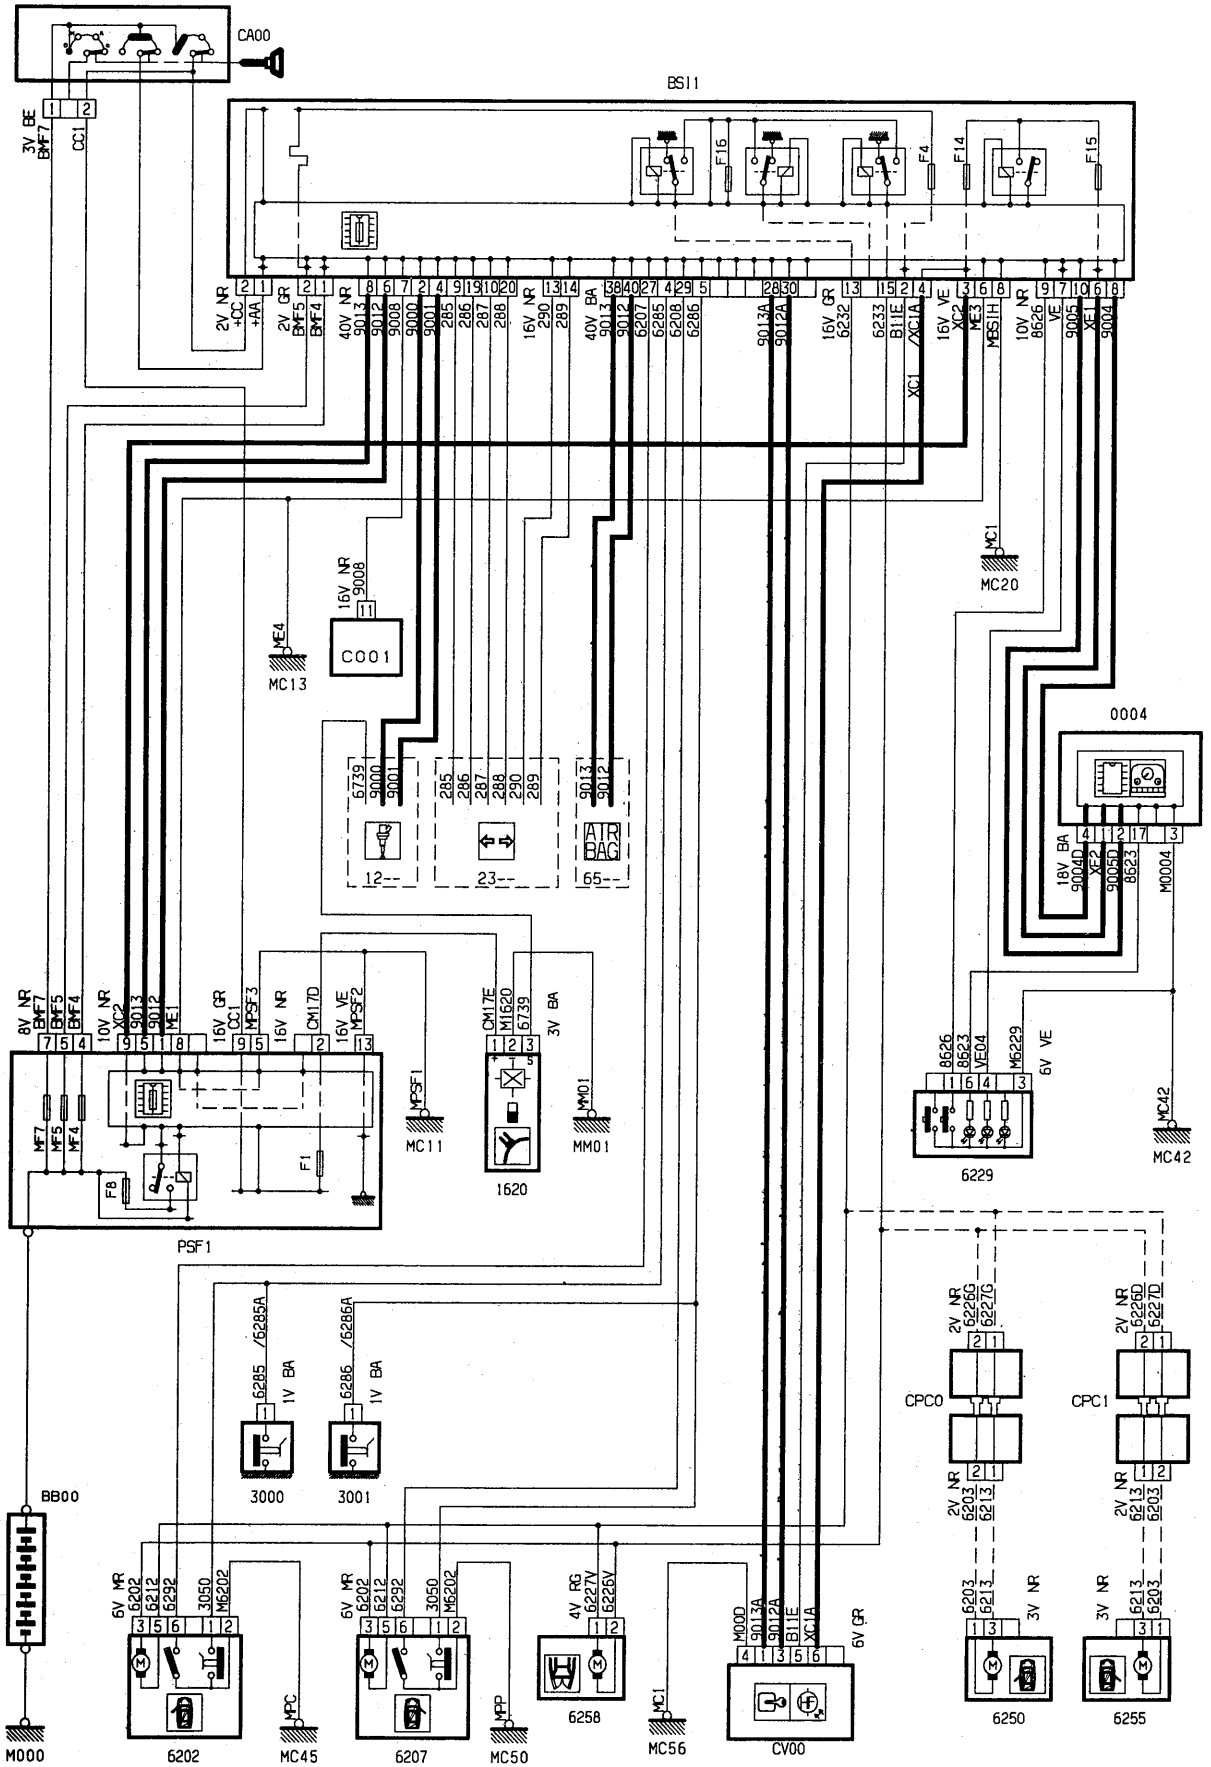 CA00
1 2
3V BE
BMF7
CC1
BSI1
F16
F4
F14
F15
2 1
2 1
8 6 7 2 4 9 19 17 10 20
13 14
38 40 27 4 29 5
28 30
13 15 2 4
3 6 8
9 7 10 6 8
2V NR
+CC
+AA
2V GR
BMF5
BMF4
40V NR
9013
9012
9008
9000
9001
285
286
287
288
16V NR
290
289
40V BA
9013
9012
6207
6285
6208
6286
9013A
9012A
16V GR
6232
6233
B11E
/XC1A
XC1
16V VE
XC2
ME3
MBSIH
10V NR
8626
VE
9005
XE1
9004
MC1
MC20
16V NR
9008
11
C001
ME4
MC13
0004
4 1 2 17 3
18V BA
9004D
XF2
9005D
8623
M0004
6739
9000
9001
12--
285
286
287
288
290
289
23--
9013
9012
AIR
BAG
65--
8V NR
BMF7
BMF5
BMF4
10V NR
XC2
9013
9012
ME1
16V GR
CC1
MPSF3
16V NR
CM17D
16V VE
MPSF2
7 5 4
9 5 1 8
9 5
2
13
MF7
MF5
MF4
F8
F1
PSF1
MPSF1
MC11
CM17E
M1620
6739
3V BA
1 2 3
+ – S
1620
MM01
MM01
8626
8623
VE04
M6229
6V VE
1 6 4 3
6229
MC42
MC42
6285 /6285A
1V BA
1
3000
6286 /6286A
1V BA
1
3001
2V NR
6226G
6227G
2 1
CPC0
2 1
2V NR
6203
6213
2V NR
6226D
6227D
2 1
CPC1
1 2
2V NR
6213
6203
BB00
M000
6V MR
6202
6212
6292
3050
M6202
3 5 6 1 2
M
6202
MPC
MC45
6V MR
6202
6212
6292
3050
M6202
3 5 6 1 2
M
6207
MPP
MC50
4V RG
6227V
6226V
1 2
M
6258
MC1
MC56
M00D
9013A
9012A
B11E
XC1A
6V GR
4 1 3 5 6
CV00
6203
6213
3V NR
1 3
M
6250
3V NR
6213
6203
3 1
M
6255